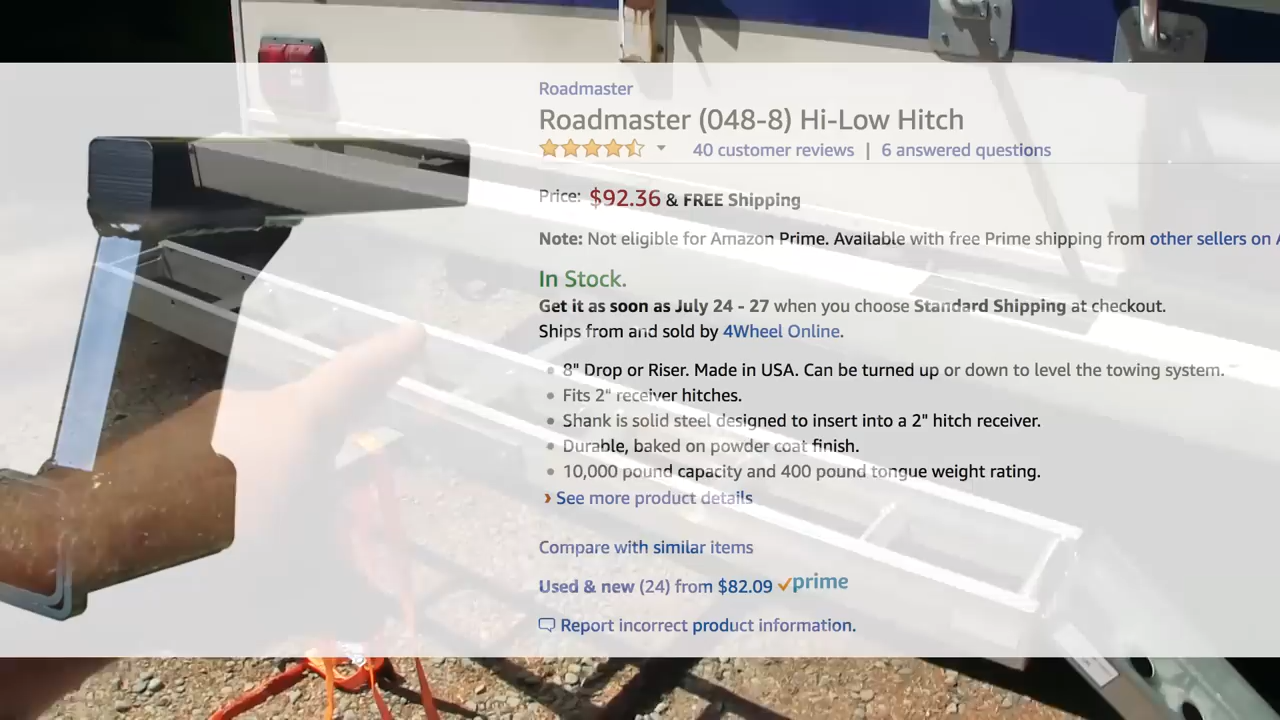 Roadmaster
Roadmaster (048-8) Hi-Low Hitch
40 customer reviews | 6 answered questions
Price: $92.36 & FREE Shipping
Note: Not eligible for Amazon Prime. Available with free Prime shipping from other sellers on A
In Stock.
Get it as soon as July 24 - 27 when you choose Standard Shipping at checkout.
Ships from and sold by 4Wheel Online.
• 8" Drop or Riser. Made in USA. Can be turned up or down to level the towing system.
• Fits 2" receiver hitches.
• Shank is solid steel designed to insert into a 2" hitch receiver.
• Durable, baked on powder coat finish.
• 10,000 pound capacity and 400 pound tongue weight rating.
› See more product details
Compare with similar items
Used & new (24) from $82.09 prime
Report incorrect product information.